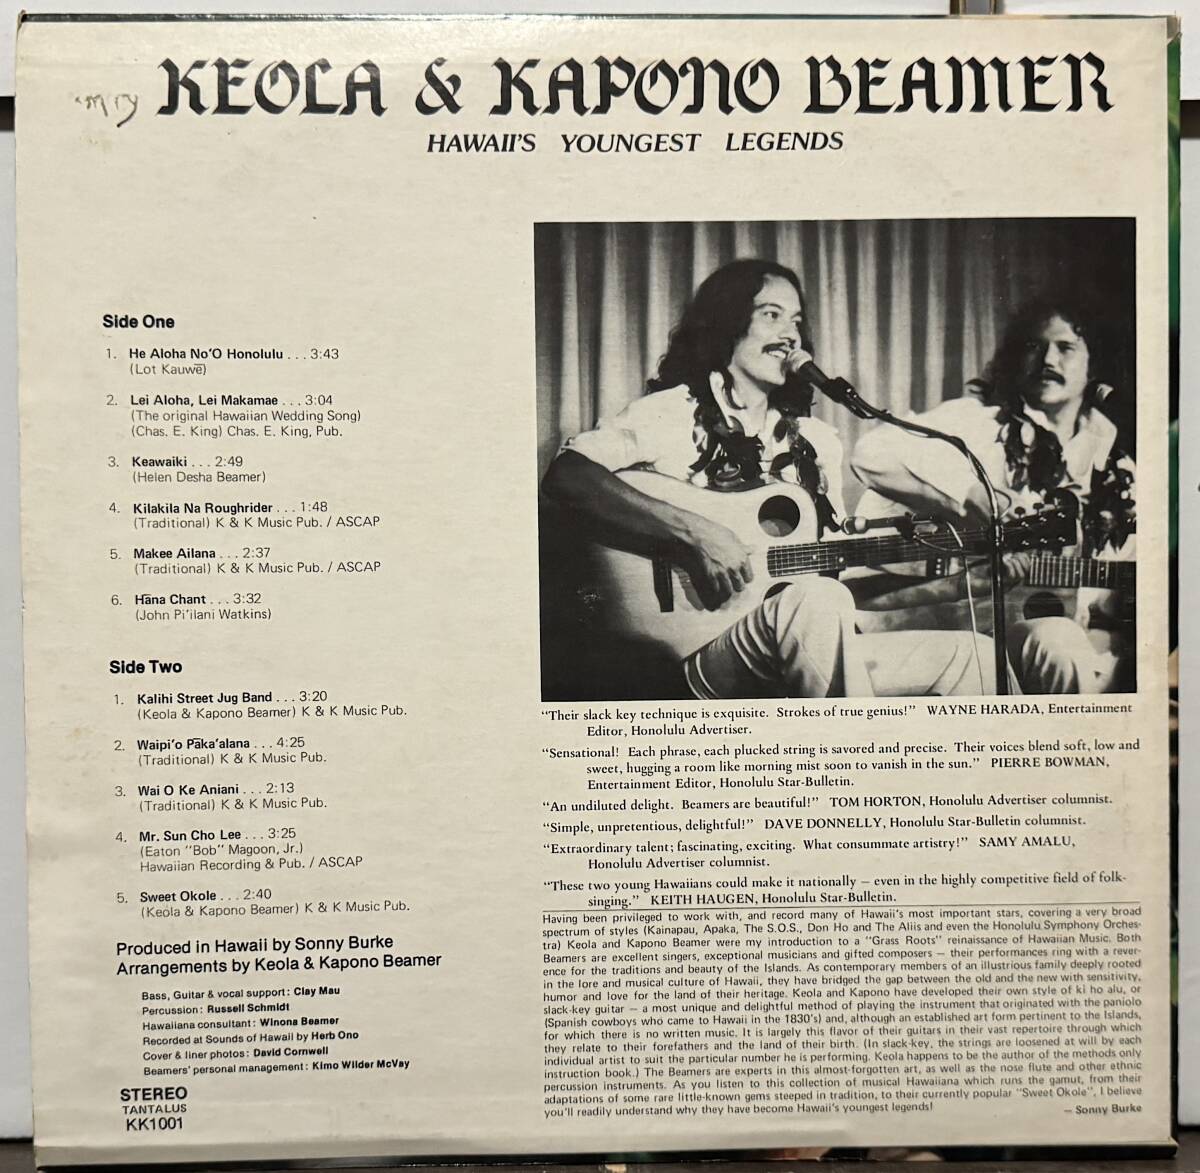 KEOLA & KAPONO BEAMER
HAWAII'S YOUNGEST LEGENDS
Side One
1. He Aloha No'O Honolulu . . . 3:43
(Lot Kauwē)
2. Lei Aloha, Lei Makamae . . . 3:04
(The original Hawaiian Wedding Song)
(Chas. E. King) Chas. E. King, Pub.
3. Keawaiki . . . 2:49
(Helen Desha Beamer)
4. Kilakila Na Roughrider . . . 1:48
(Traditional) K & K Music Pub. / ASCAP
5. Makee Ailana . . . 2:37
(Traditional) K & K Music Pub. / ASCAP
6. Hāna Chant . . . 3:32
(John Pi'ilani Watkins)
Side Two
1. Kalihi Street Jug Band . . . 3:20
(Keola & Kapono Beamer) K & K Music Pub.
2. Waipi'o Pāka'alana . . . 4:25
(Traditional) K & K Music Pub.
3. Wai O Ke Aniani . . . 2:13
(Traditional) K & K Music Pub.
4. Mr. Sun Cho Lee . . . 3:25
(Eaton "Bob" Magoon, Jr.)
Hawaiian Recording & Pub. / ASCAP
5. Sweet Okole . . . 2:40
(Keola & Kapono Beamer) K & K Music Pub.
Produced in Hawaii by Sonny Burke
Arrangements by Keola & Kapono Beamer
Bass, Guitar & vocal support: Clay Mau
Percussion: Russell Schmidt
Hawaiiana consultant: Winona Beamer
Recorded at Sounds of Hawaii by Herb Ono
Cover & liner photos: David Cornwell
Beamers' personal management: Kimo Wilder McVay
STEREO
TANTALUS
KK1001
"Their slack key technique is exquisite. Strokes of true genius!" WAYNE HARADA, Entertainment
Editor, Honolulu Advertiser.
"Sensational! Each phrase, each plucked string is savored and precise. Their voices blend soft, low and
sweet, hugging a room like morning mist soon to vanish in the sun." PIERRE BOWMAN,
Entertainment Editor, Honolulu Star-Bulletin.
"An undiluted delight. Beamers are beautiful!" TOM HORTON, Honolulu Advertiser columnist.
"Simple, unpretentious, delightful!" DAVE DONNELLY, Honolulu Star-Bulletin columnist.
"Extraordinary talent; fascinating, exciting. What consummate artistry!" SAMY AMALU,
Honolulu Advertiser columnist.
"These two young Hawaiians could make it nationally – even in the highly competitive field of folk-
singing." KEITH HAUGEN, Honolulu Star-Bulletin.
Having been privileged to work with, and record many of Hawaii's most important stars, covering a very broad
spectrum of styles (Kainapau, Apaka, The S.O.S., Don Ho and The Aliis and even the Honolulu Symphony Orches-
tra) Keola and Kapono Beamer were my introduction to a "Grass Roots" reinaissance of Hawaiian Music. Both
Beamers are excellent singers, exceptional musicians and gifted composers – their performances ring with a rever-
ence for the traditions and beauty of the Islands. As contemporary members of an illustrious family deeply rooted
in the lore and musical culture of Hawaii, they have bridged the gap between the old and the new with sensitivity,
humor and love for the land of their heritage. Keola and Kapono have developed their own style of ki ho alu, or
slack-key guitar – a most unique and delightful method of playing the instrument that originated with the paniolo
(Spanish cowboys who came to Hawaii in the 1830's) and, although an established art form pertinent to the Islands,
for which there is no written music. It is largely this flavor of their guitars in their vast repertoire through which
they relate to their forefathers and the land of their birth. (In slack-key, the strings are loosened at will by each
individual artist to suit the particular number he is performing. Keola happens to be the author of the methods only
instruction book.) The Beamers are experts in this almost-forgotten art, as well as the nose flute and other ethnic
percussion instruments. As you listen to this collection of musical Hawaiiana which runs the gamut, from their
adaptations of some rare little-known gems steeped in tradition, to their currently popular "Sweet Okole", I believe
you'll readily understand why they have become Hawaii's youngest legends!
– Sonny Burke